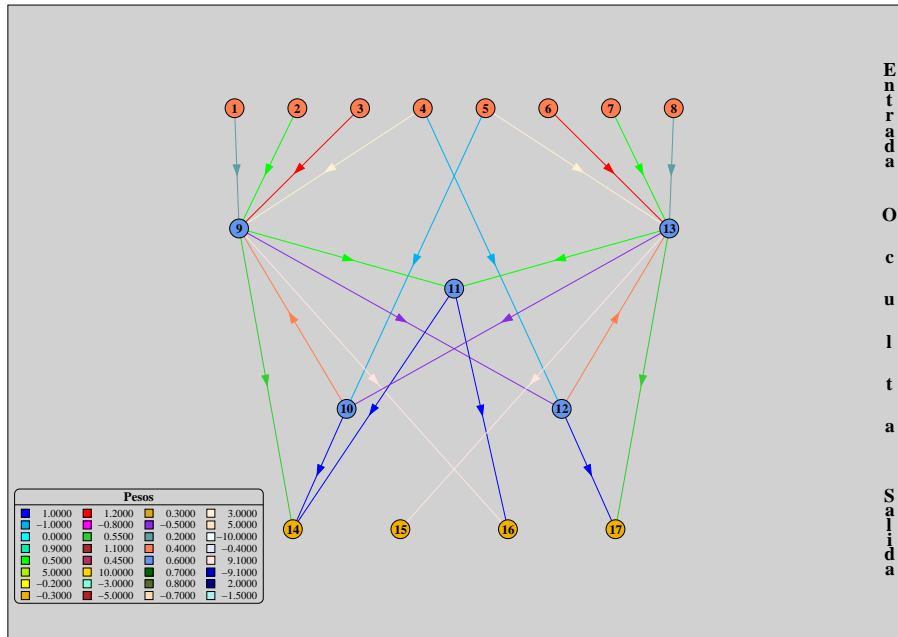 1 2 3 4 5 6 7 8
Entrada
9 13
Oculta
11
10 12
14 15 16 17
Salida
Pesos
1.0000 1.2000 0.3000 3.0000
−1.0000 −0.8000 −0.5000 5.0000
0.0000 0.5500 0.2000 −10.0000
0.9000 1.1000 0.4000 −0.4000
0.5000 0.4500 0.6000 9.1000
5.0000 10.0000 0.7000 −9.1000
−0.2000 −3.0000 0.8000 2.0000
−0.3000 −5.0000 −0.7000 −1.5000